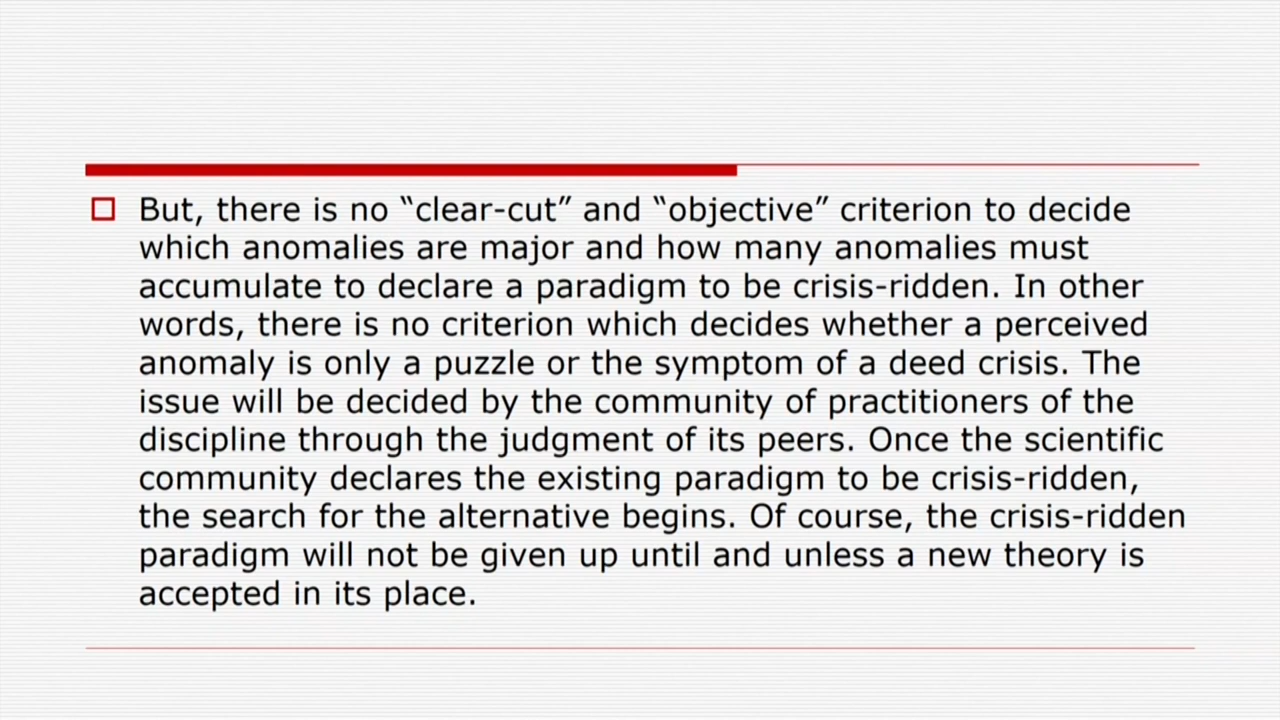 But, there is no “clear-cut” and “objective” criterion to decide
which anomalies are major and how many anomalies must
accumulate to declare a paradigm to be crisis-ridden. In other
words, there is no criterion which decides whether a perceived
anomaly is only a puzzle or the symptom of a deed crisis. The
issue will be decided by the community of practitioners of the
discipline through the judgment of its peers. Once the scientific
community declares the existing paradigm to be crisis-ridden,
the search for the alternative begins. Of course, the crisis-ridden
paradigm will not be given up until and unless a new theory is
accepted in its place.